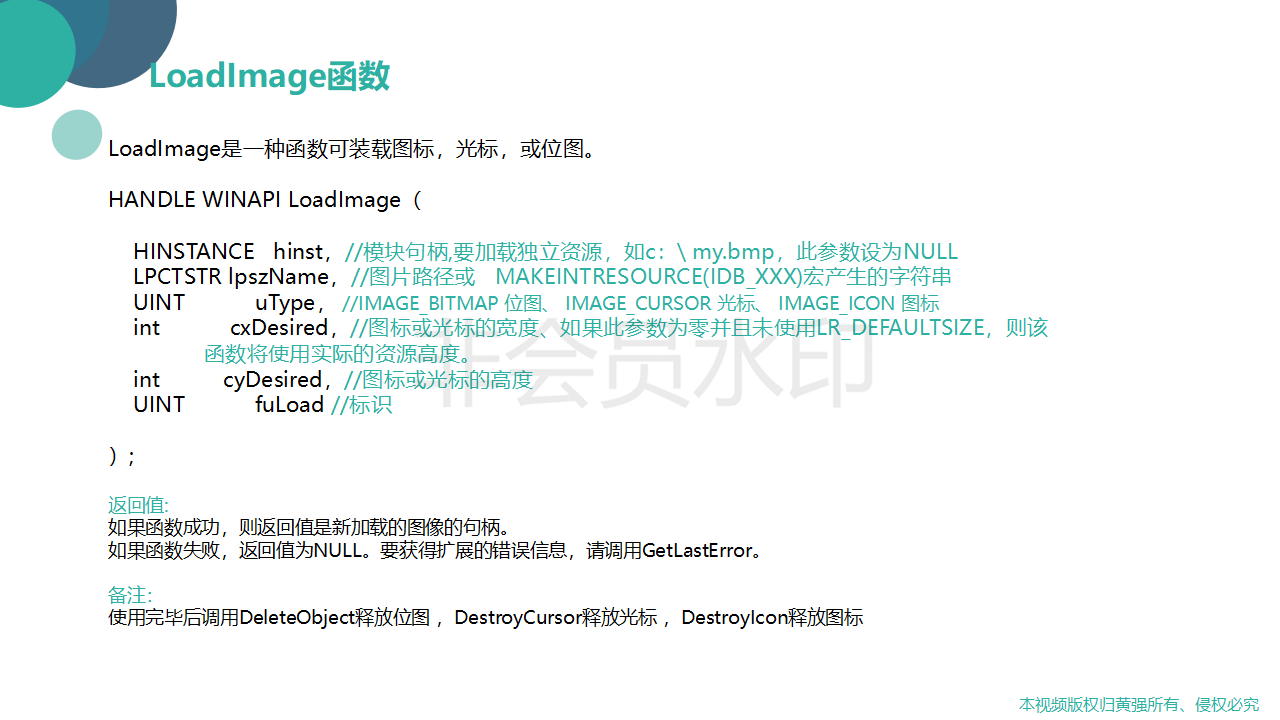 LoadImage函数
LoadImage是一种函数可装载图标，光标，或位图。
HANDLE WINAPI LoadImage（
HINSTANCE hinst，//模块句柄,要加载独立资源，如c：\ my.bmp，此参数设为NULL
LPCTSTR lpszName，//图片路径或 MAKEINTRESOURCE(IDB_XXX)宏产生的字符串
UINT uType， //IMAGE_BITMAP 位图、 IMAGE_CURSOR 光标、 IMAGE_ICON 图标
int cxDesired，//图标或光标的宽度、如果此参数为零并且未使用LR_DEFAULTSIZE，则该
函数将使用实际的资源高度。
int cyDesired，//图标或光标的高度
UINT fuLoad //标识
）;
非会员水印
返回值:
如果函数成功，则返回值是新加载的图像的句柄。
如果函数失败，返回值为NULL。要获得扩展的错误信息，请调用GetLastError。
备注:
使用完毕后调用DeleteObject释放位图 ，DestroyCursor释放光标 ，DestroyIcon释放图标
本视频版权归黄强所有、侵权必究